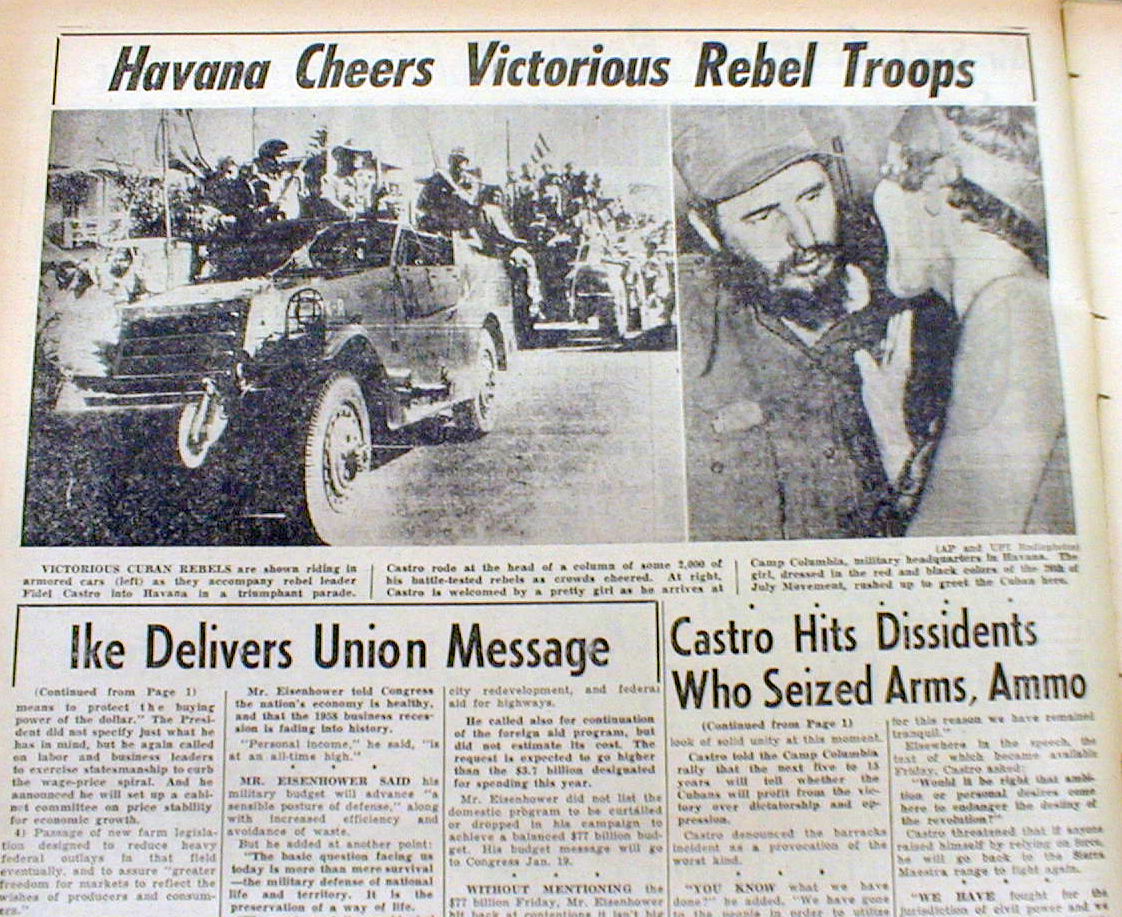 Havana Cheers Victorious Rebel Troops
(AP and UPI Radiophoto)
VICTORIOUS CUBAN REBELS are shown riding in
armored cars (left) as they accompany rebel leader
Fidel Castro into Havana in a triumphant parade.
Castro rode at the head of a column of some 2,000 of
his battle-tested rebels as crowds cheered. At right,
Castro is welcomed by a pretty girl as he arrives at
Camp Columbia, military headquarters in Havana. The
girl, dressed in the red and black colors of the 26th of
July Movement, rushed up to greet the Cuban hero.
Ike Delivers Union Message
(Continued from Page 1)
means to protect the buying
power of the dollar." The Presi-
dent did not specify just what he
has in mind, but he again called
on labor and business leaders
to exercise statesmanship to curb
the wage-price spiral. And he
announced he will set up a cabi-
net committee on price stability
for economic growth.
4) Passage of new farm legisla-
tion designed to reduce heavy
federal outlays in that field
eventually, and to assure "greater
freedom for markets to reflect the
wishes of producers and consum-
ers."
Mr. Eisenhower told Congress
the nation's economy is healthy,
and that the 1958 business reces-
sion is fading into history.
"Personal income," he said, "is
at an all-time high."
MR. EISENHOWER SAID his
military budget will advance "a
sensible posture of defense," along
with increased efficiency and
avoidance of waste.
But he added at another point:
"The basic question facing us
today is more than mere survival
—the military defense of national
life and territory. It is the
preservation of a way of life.
city redevelopment, and federal
aid for highways.
He called also for continuation
of the foreign aid program, but
did not estimate its cost. The
request is expected to go higher
than the $3.7 billion designated
for spending this year.
Mr. Eisenhower did not list the
domestic program to be curtailed
or dropped in his campaign to
achieve a balanced $77 billion bud-
get. His budget message will go
to Congress Jan. 19.
WITHOUT MENTIONING the
$77 billion Friday, Mr. Eisenhower
hit back at contentions it isn't big
Castro Hits Dissidents
Who Seized Arms, Ammo
(Continued from Page 1)
look of solid unity at this moment.
Castro told the Camp Columbia
rally that the next five to 15
years will tell whether the
Cubans will profit from the vic-
tory over dictatorship and op-
pression.
Castro denounced the barracks
incident as a provocation of the
worst kind.
"YOU KNOW what we have
done?" he added. "We have gone
to the people in order to utilize
for this reason we have remained
tranquil."
Elsewhere in the speech, the
text of which became available
Friday, Castro asked:
"Would it be right that ambi-
tion or personal desires come
here to endanger the destiny of
the revolution?"
Castro threatened that if anyone
raised himself by relying on force,
he will go back to the Sierra
Maestra range to fight again.
"WE HAVE fought for the
jurisdiction of civil power and we